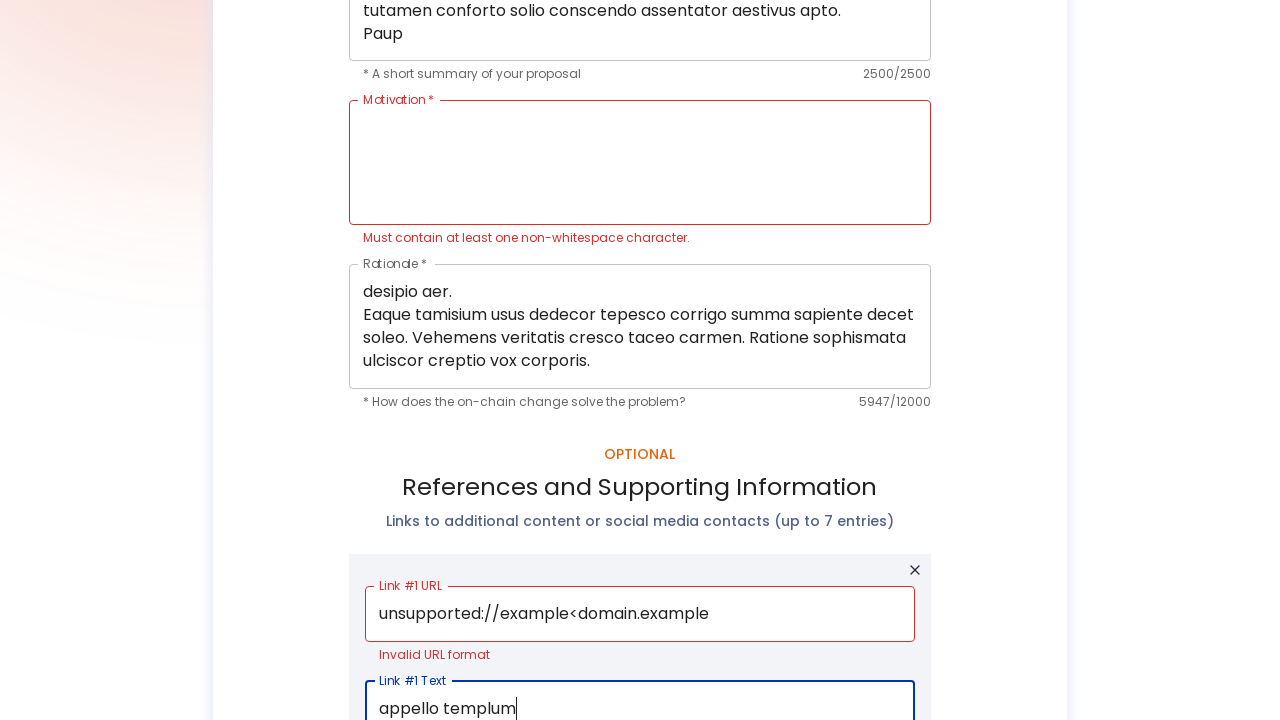 tutamen conforto solio conscendo assentator aestivus apto.
Paup
* A short summary of your proposal 2500/2500
Motivation *
Must contain at least one non-whitespace character.
Rationale *
desipio aer.
Eaque tamisium usus dedecor tepesco corrigo summa sapiente decet
soleo. Vehemens veritatis cresco taceo carmen. Ratione sophismata
ulciscor creptio vox corporis.
* How does the on-chain change solve the problem? 5947/12000
OPTIONAL
References and Supporting Information
Links to additional content or social media contacts (up to 7 entries)
Link #1 URL
unsupported://example<domain.example
Invalid URL format
Link #1 Text
appello templum